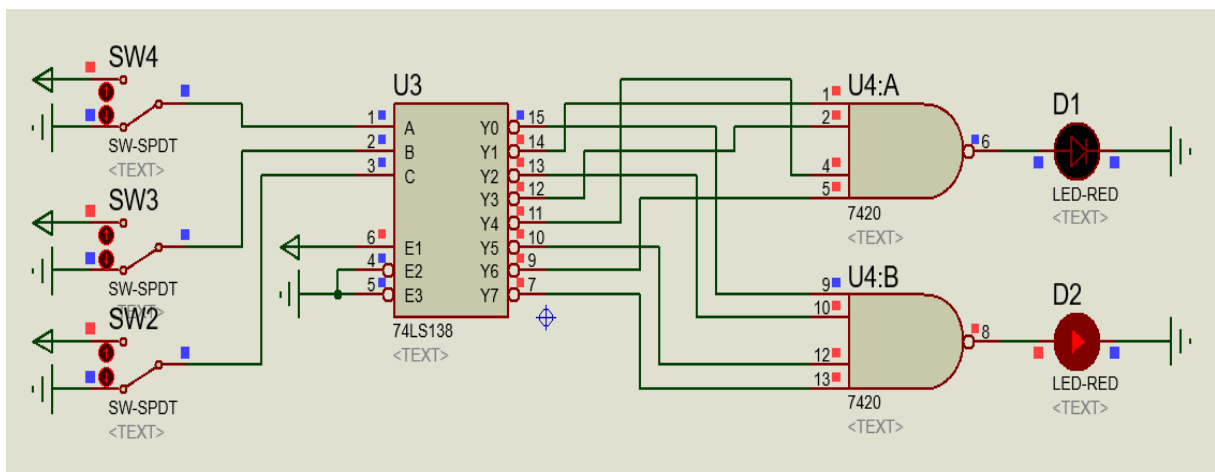 SW4
SW-SPDT
<TEXT>
SW3
SW-SPDT
<TEXT>
SW2
SW-SPDT
<TEXT>
U3
1 A Y0 15
2 B Y1 14
3 C Y2 13
Y3 12
Y4 11
6 E1 Y5 10
4 E2 Y6 9
5 E3 Y7 7
74LS138
<TEXT>
U4:A
1
2
4
5
6
7420
<TEXT>
U4:B
9
10
12
13
8
7420
<TEXT>
D1
LED-RED
<TEXT>
D2
LED-RED
<TEXT>